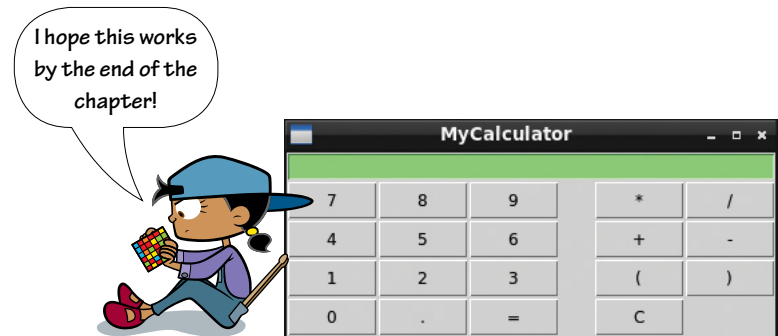 I hope this works
by the end of the
chapter!
MyCalculator
7 8 9 * /
4 5 6 + -
1 2 3 ( )
0 . = C